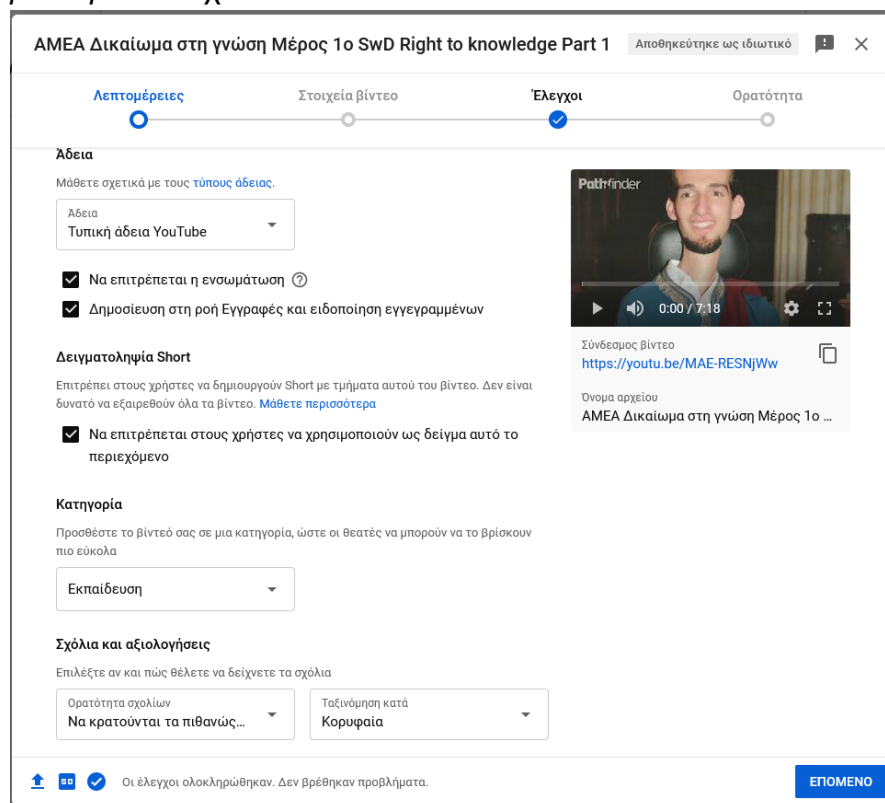 ΑΜΕΑ Δικαίωμα στη γνώση Μέρος 1ο SwD Right to knowledge Part 1
Αποθηκεύτηκε ως ιδιωτικό
Λεπτομέρειες
Στοιχεία βίντεο
Έλεγχοι
Ορατότητα
Άδεια
Μάθετε σχετικά με τους τύπους άδειας.
Άδεια
Τυπική άδεια YouTube
Να επιτρέπεται η ενσωμάτωση
Δημοσίευση στη ροή Εγγραφές και ειδοποίηση εγγεγραμμένων
Δειγματοληψία Short
Επιτρέπει στους χρήστες να δημιουργούν Short με τμήματα αυτού του βίντεο. Δεν είναι
δυνατό να εξαιρεθούν όλα τα βίντεο. Μάθετε περισσότερα
Να επιτρέπεται στους χρήστες να χρησιμοποιούν ως δείγμα αυτό το
περιεχόμενο
Κατηγορία
Προσθέστε το βίντεό σας σε μια κατηγορία, ώστε οι θεατές να μπορούν να το βρίσκουν
πιο εύκολα
Εκπαίδευση
Σχόλια και αξιολογήσεις
Επιλέξτε αν και πώς θέλετε να δείχνετε τα σχόλια
Ορατότητα σχολίων
Να κρατούνται τα πιθανώς...
Ταξινόμηση κατά
Κορυφαία
Pathfinder
0:00 / 7:18
Σύνδεσμος βίντεο
https://youtu.be/MAE-RESNjWw
Όνομα αρχείου
ΑΜΕΑ Δικαίωμα στη γνώση Μέρος 1ο ...
SD
Οι έλεγχοι ολοκληρώθηκαν. Δεν βρέθηκαν προβλήματα.
ΕΠΟΜΕΝΟ